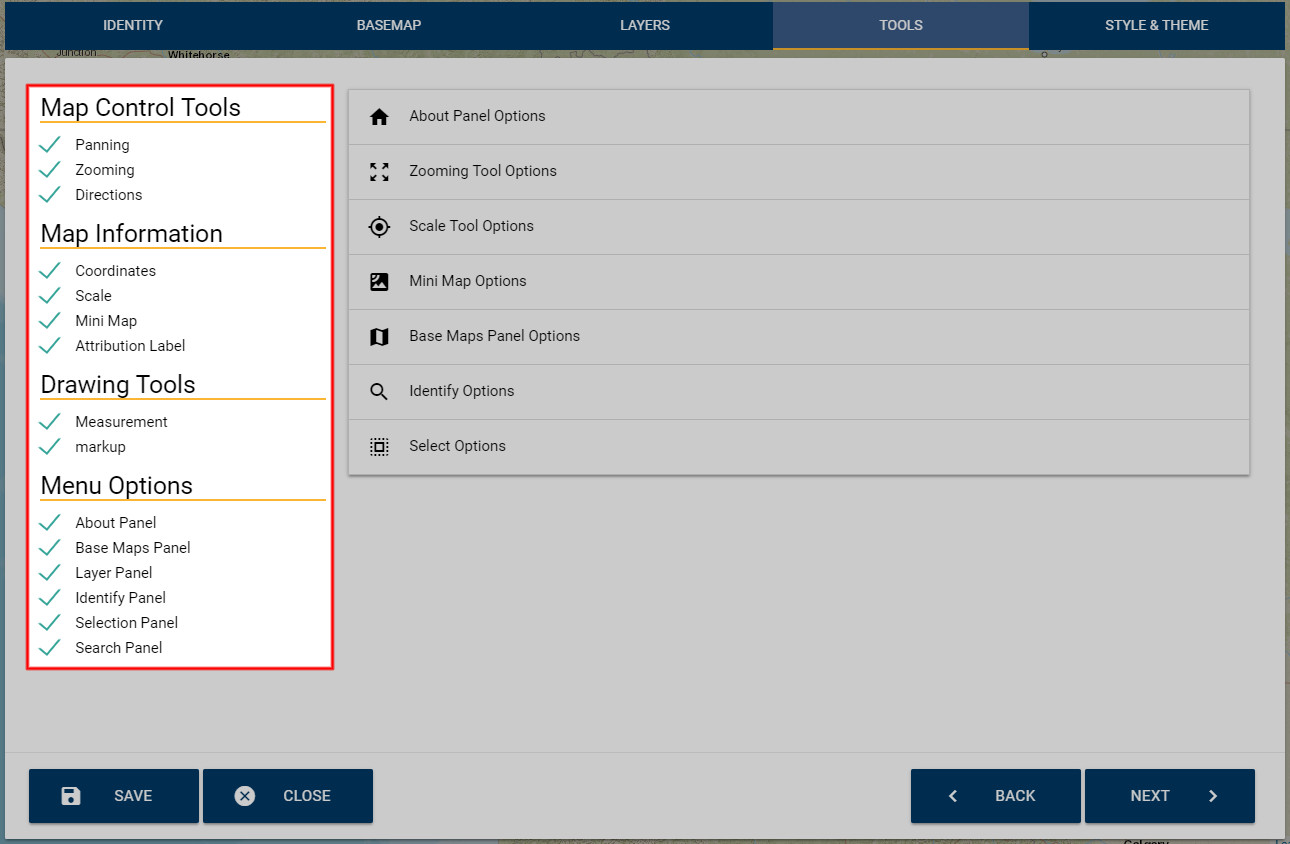 IDENTITY
BASEMAP
LAYERS
TOOLS
STYLE & THEME
Junction
Whitehorse
Map Control Tools
Panning
Zooming
Directions
Map Information
Coordinates
Scale
Mini Map
Attribution Label
Drawing Tools
Measurement
markup
Menu Options
About Panel
Base Maps Panel
Layer Panel
Identify Panel
Selection Panel
Search Panel
About Panel Options
Zooming Tool Options
Scale Tool Options
Mini Map Options
Base Maps Panel Options
Identify Options
Select Options
SAVE
CLOSE
BACK
NEXT
Calgary